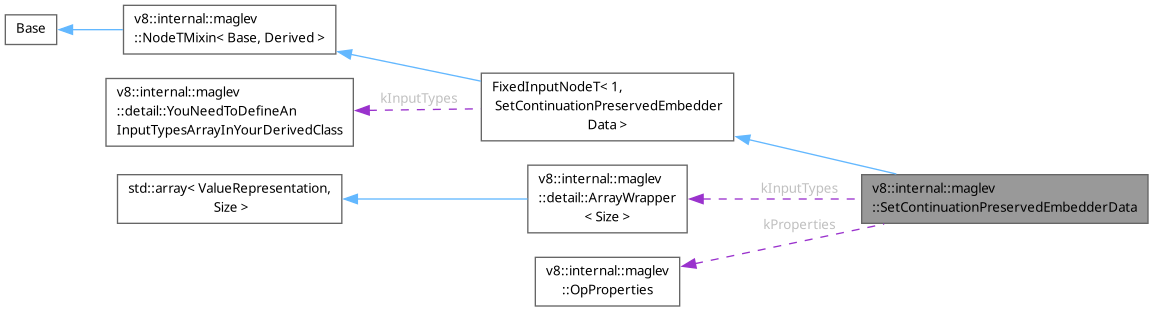 Base
v8::internal::maglev
::NodeTMixin< Base, Derived >
v8::internal::maglev
::detail::YouNeedToDefineAn
InputTypesArrayInYourDerivedClass
kInputTypes
FixedInputNodeT< 1,
SetContinuationPreservedEmbedder
Data >
std::array< ValueRepresentation,
Size >
v8::internal::maglev
::detail::ArrayWrapper
< Size >
kInputTypes
v8::internal::maglev
::SetContinuationPreservedEmbedderData
kProperties
v8::internal::maglev
::OpProperties